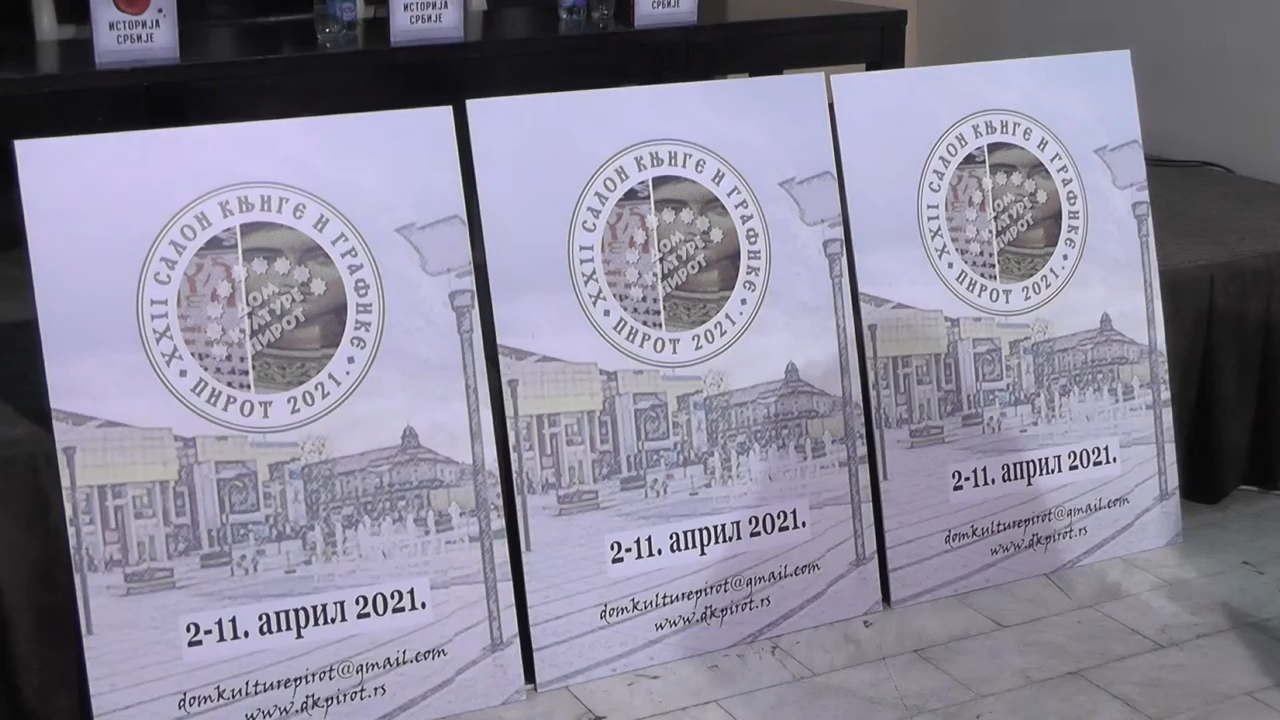 ИСТОРИЈА
СРБИЈЕ
ИСТОРИЈА
СРБИЈЕ
СРБИЈЕ
XXII САЛОН КЊИГЕ И ГРАФИКЕ
ПИРОТ 2021.
ДОМ
КУЛТУРЕ
ПИРОТ
2-11. април 2021.
domkulturepirot@gmail.com
www.dkpirot.rs
XXII САЛОН КЊИГЕ И ГРАФИКЕ
ПИРОТ 2021.
ДОМ
КУЛТУРЕ
ПИРОТ
2-11. април 2021.
domkulturepirot@gmail.com
www.dkpirot.rs
XXII САЛОН КЊИГЕ И ГРАФИКЕ
ПИРОТ 2021.
ДОМ
КУЛТУРЕ
ПИРОТ
2-11. април 2021.
domkulturepirot@gmail.com
www.dkpirot.rs